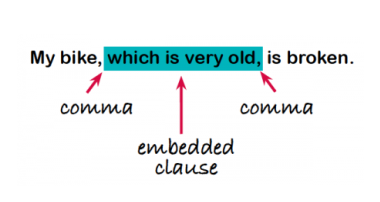 My bike, which is very old, is broken.
comma comma
embedded
clause